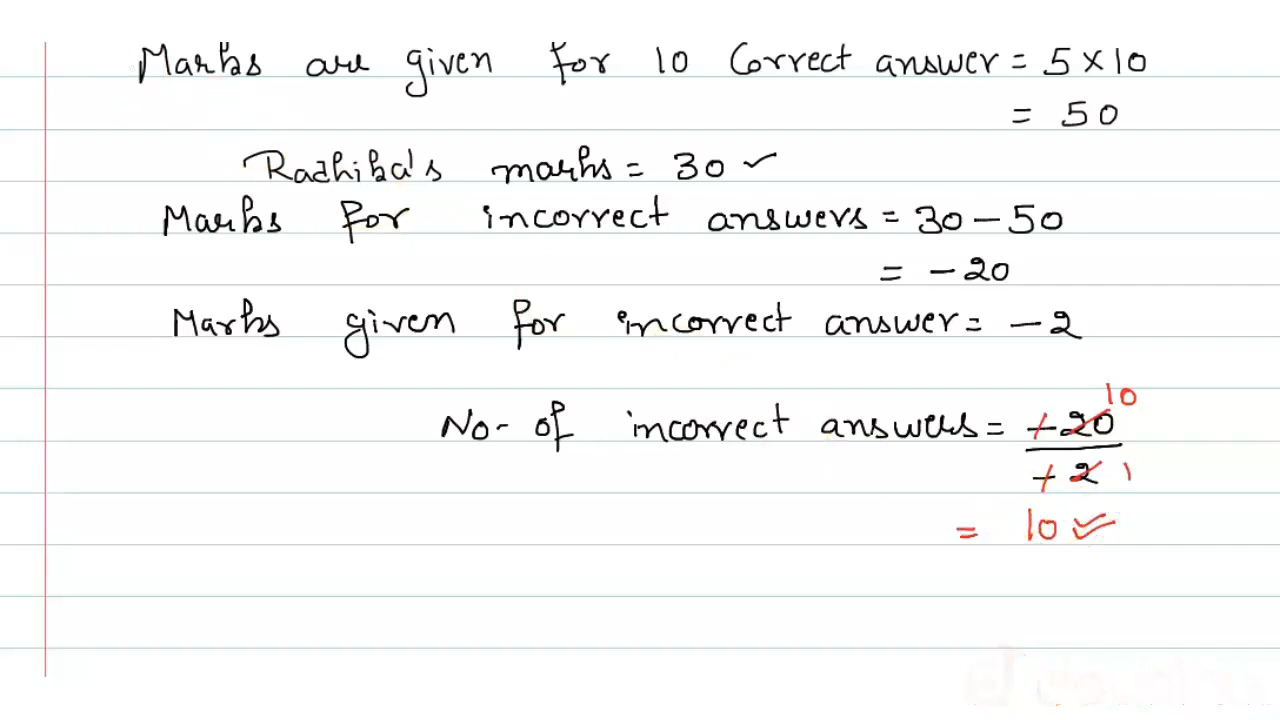 Marks are given for 10 Correct answer = 5 × 10
= 50
Radhika's marks = 30 ✓
Marks for incorrect answers = 30 - 50
= -20
Marks given for incorrect answer = -2
10
No- of incorrect answers = -20
-2 1
= 10 ✓